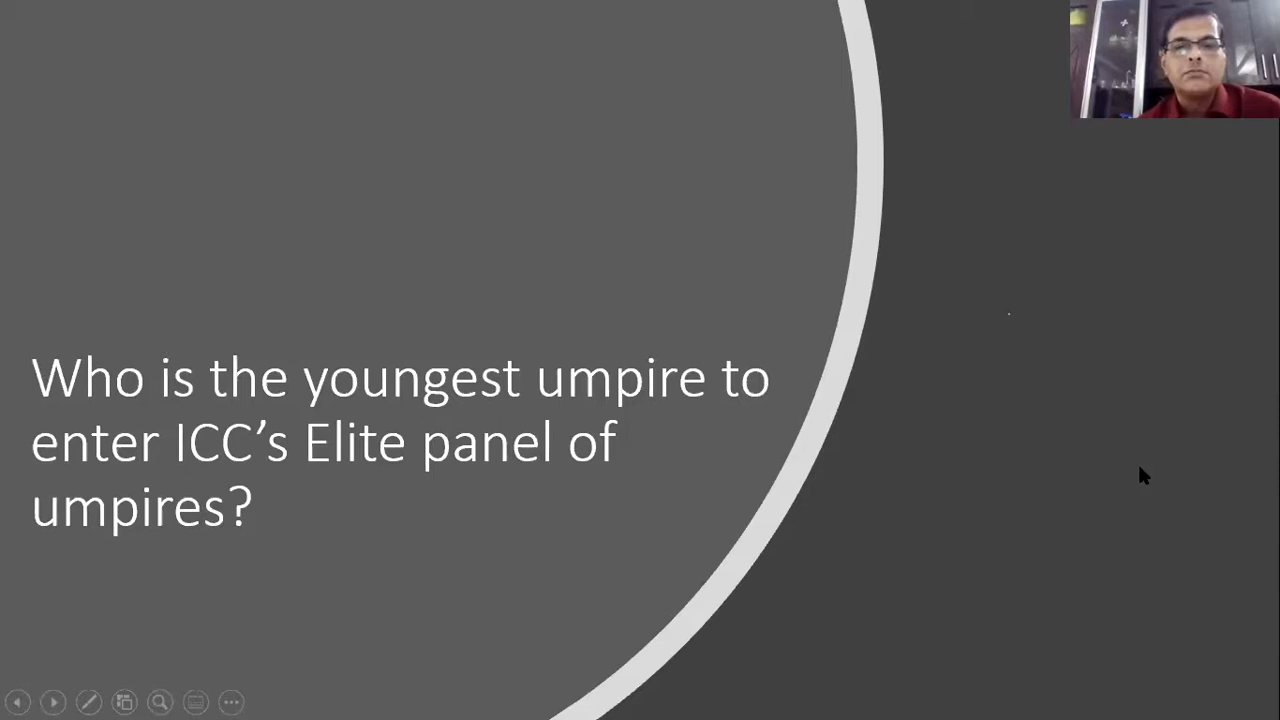 Who is the youngest umpire to
enter ICC’s Elite panel of
umpires?